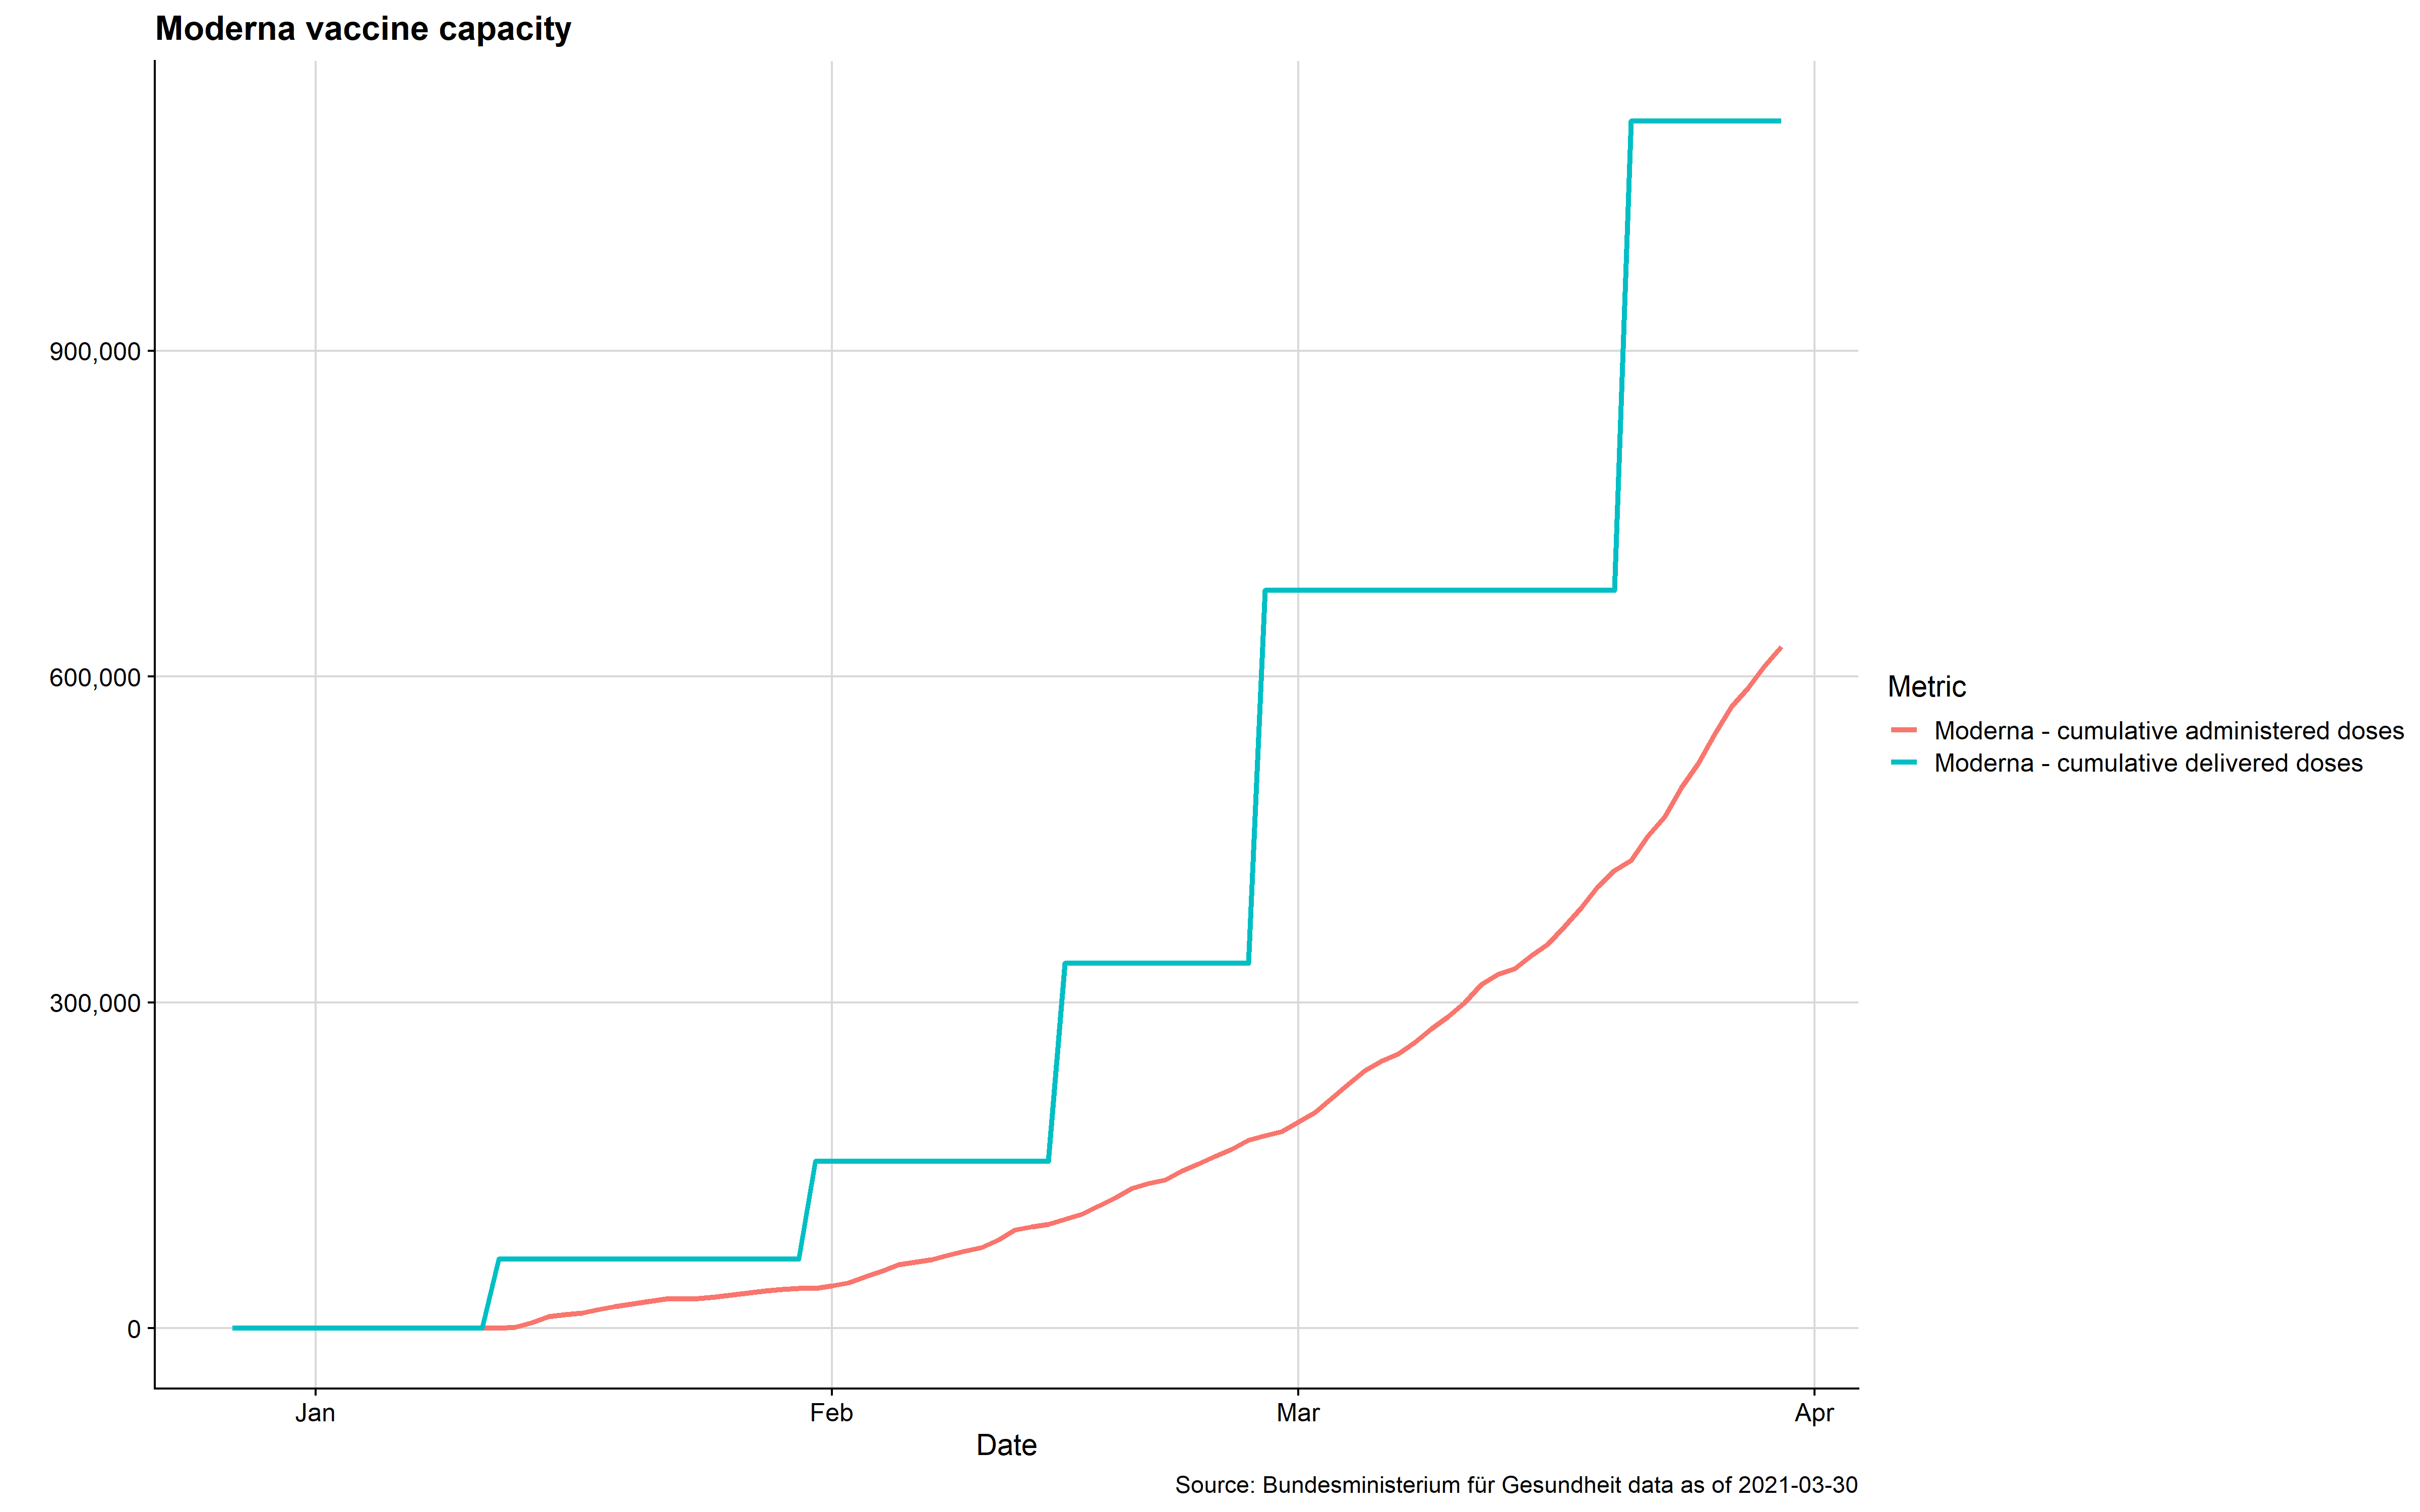 Moderna vaccine capacity
900,000
600,000
300,000
0
Jan Feb Mar Apr
Date
Metric
Moderna - cumulative administered doses
Moderna - cumulative delivered doses
Source: Bundesministerium für Gesundheit data as of 2021-03-30